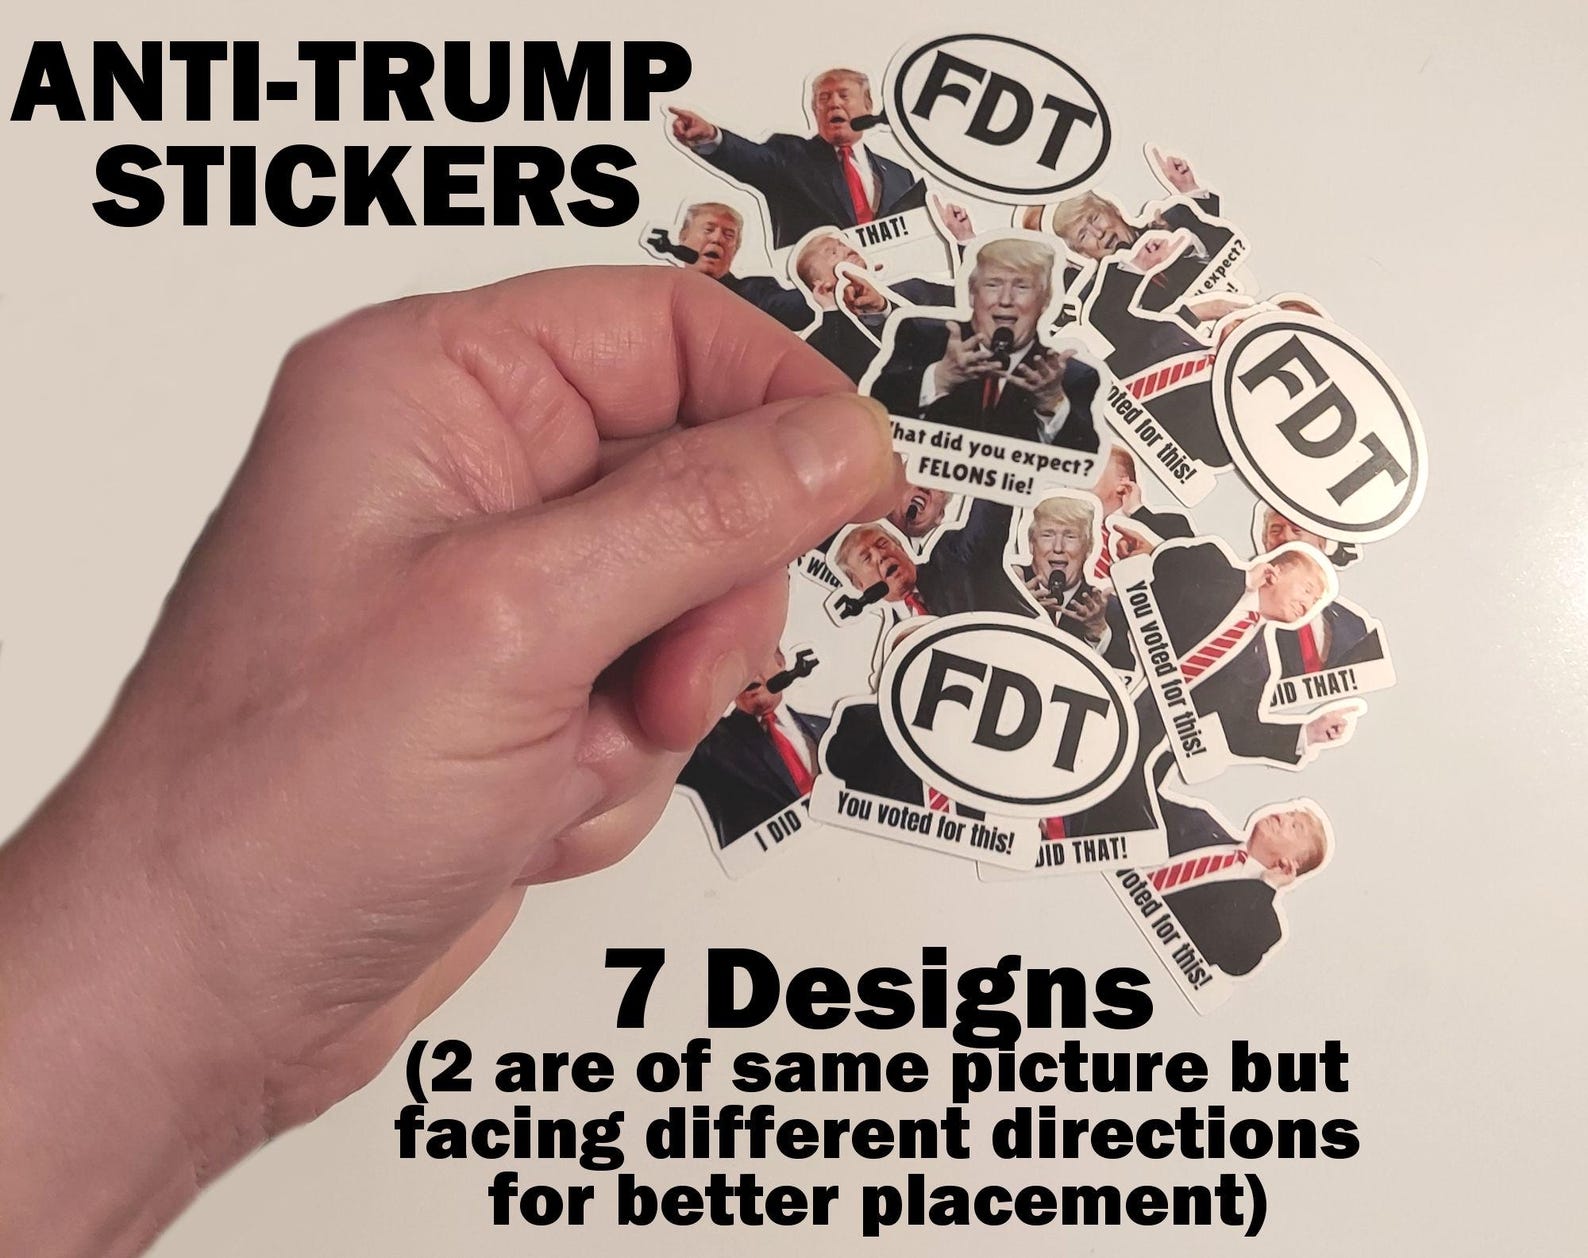 ANTI-TRUMP
STICKERS
FDT
THAT!
expect?
FDT
oted for this!
hat did you expect?
FELONS lie!
You voted for this!
ID THAT!
FDT
I DID T
You voted for this!
DID THAT!
voted for this!
7 Designs
(2 are of same picture but
facing different directions
for better placement)